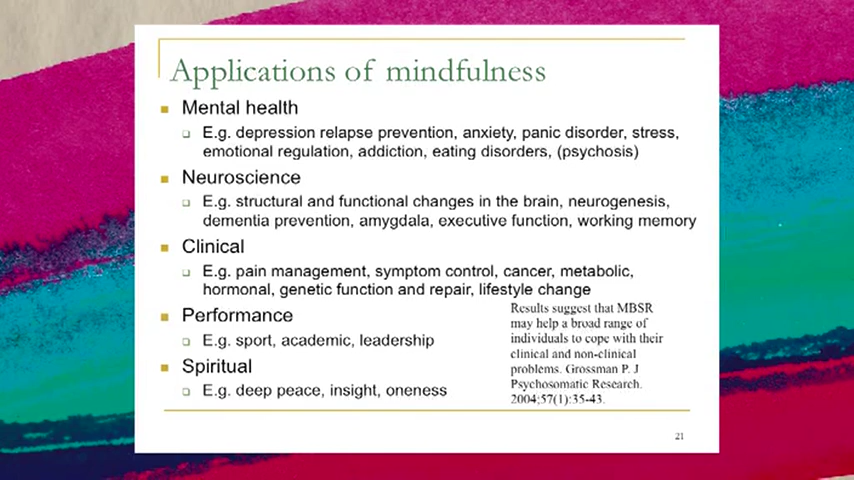 Applications of mindfulness
Mental health
E.g. depression relapse prevention, anxiety, panic disorder, stress,
emotional regulation, addiction, eating disorders, (psychosis)
Neuroscience
E.g. structural and functional changes in the brain, neurogenesis,
dementia prevention, amygdala, executive function, working memory
Clinical
E.g. pain management, symptom control, cancer, metabolic,
hormonal, genetic function and repair, lifestyle change
Performance
E.g. sport, academic, leadership
Spiritual
E.g. deep peace, insight, oneness
Results suggest that MBSR
may help a broad range of
individuals to cope with their
clinical and non-clinical
problems. Grossman P. J
Psychosomatic Research.
2004;57(1):35-43.
21